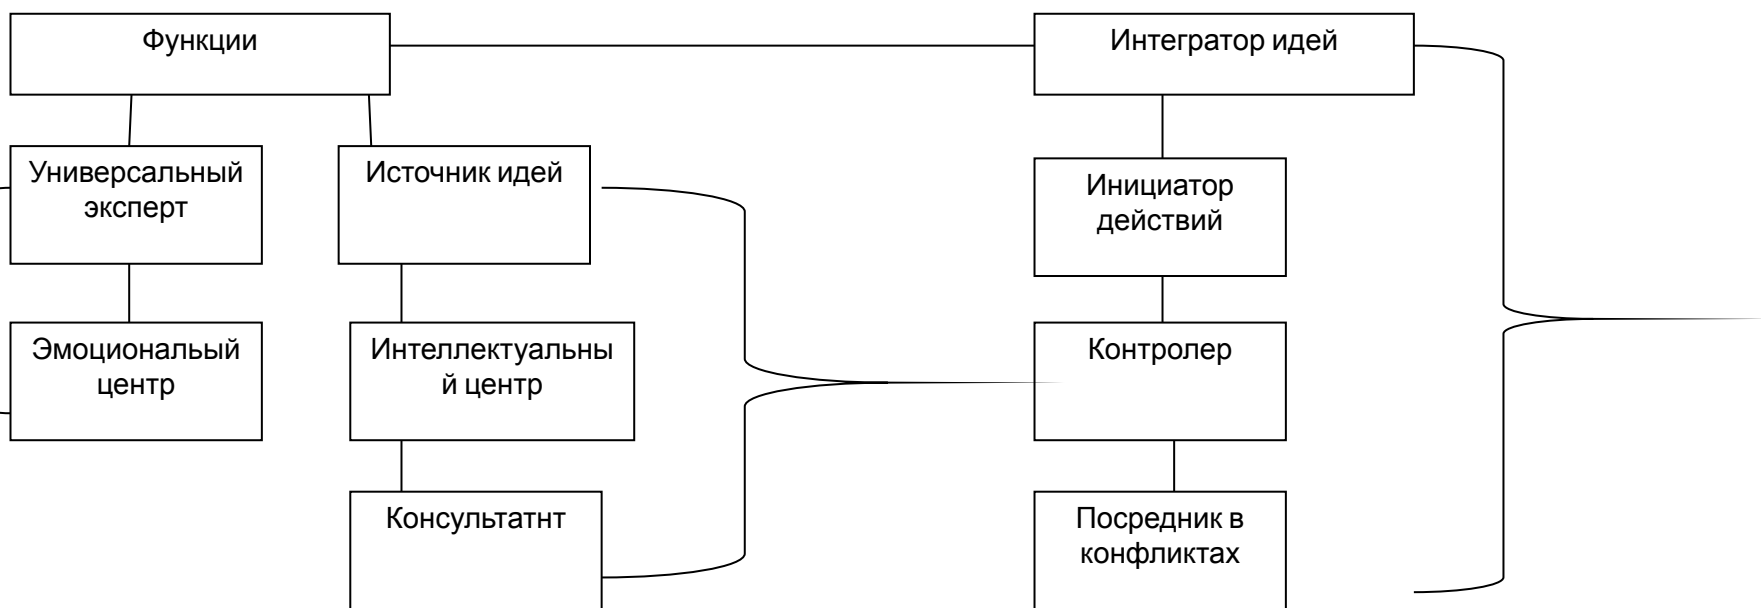 Функции
Интегратор идей
Универсальный
эксперт
Источник идей
Инициатор
действий
Эмоциональый
центр
Интеллектуальны
й центр
Контролер
Консультатнт
Посредник в
конфликтах